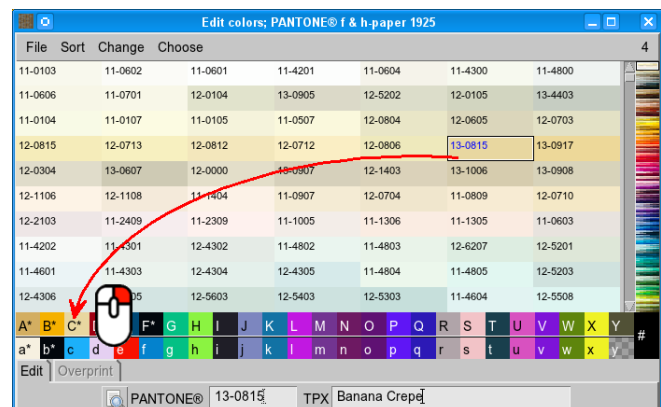 Edit colors; PANTONE® f & h-paper 1925
File Sort Change Choose 4
11-0103 11-0602 11-0601 11-4201 11-0604 11-4300 11-4800
11-0606 11-0701 12-0104 13-0905 12-5202 12-0105 13-4403
11-0104 11-0107 11-0105 11-0507 12-0804 12-0605 12-0703
12-0815 12-0713 12-0812 12-0712 12-0806 13-0815 13-0917
12-0304 13-0607 12-0000 13-0907 12-1403 13-1006 13-0908
12-1106 12-1108 11-1404 11-0907 12-0704 11-0809 12-0710
12-2103 11-2409 11-2309 11-1005 11-1306 11-1305 11-0603
11-4202 11-4301 12-4302 11-4802 11-4803 12-6207 12-5201
11-4601 11-4303 12-4304 12-4305 11-4804 11-4805 12-5203
12-4306 12-5603 12-5403 12-5303 11-4604 12-5508
A* B* C* F* G H I J K L M N O P Q R S T U V W X Y #
a* b* c d e f g h i j k l m n o p q r s t u v w x y
Edit Overprint
PANTONE® 13-0815 TPX Banana Crepe